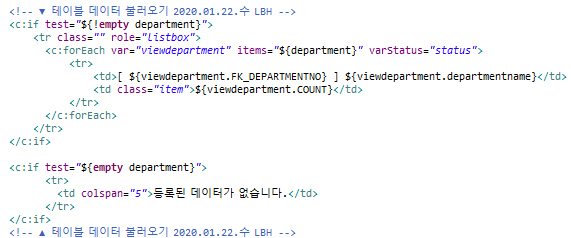 <!-- ▼ 테이블 데이터 불러오기 2020.01.22.수 LBH -->
<c:if test="${!empty department}">
    <tr class="" role="listbox">
      <c:forEach var="viewdepartment" items="${department}" varStatus="status">
         <tr>
            <td>[ ${viewdepartment.FK_DEPARTMENTNO} ] ${viewdepartment.departmentname}</td>
            <td class="item">${viewdepartment.COUNT}</td>
         </tr>
      </c:forEach>
    </tr>
</c:if>

<c:if test="${empty department}">
      <tr>
        <td colspan="5">등록된 데이터가 없습니다.</td>
      </tr>
</c:if>
<!-- ▲ 테이블 데이터 불러오기 2020.01.22.수 LBH -->